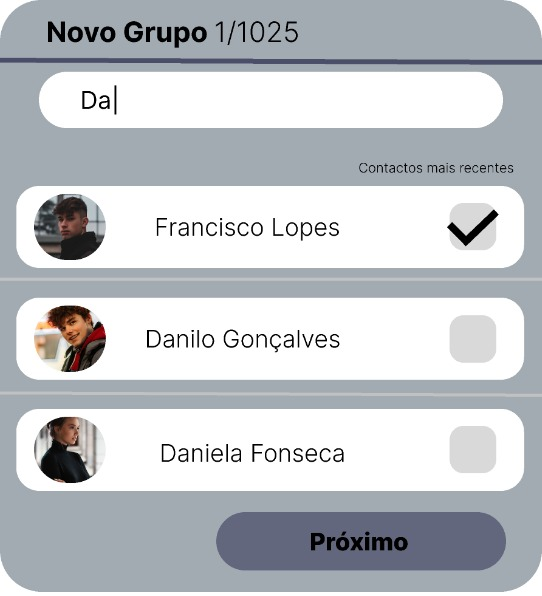 Novo Grupo 1/1025
Da
Contactos mais recentes
Francisco Lopes
Danilo Gonçalves
Daniela Fonseca
Próximo